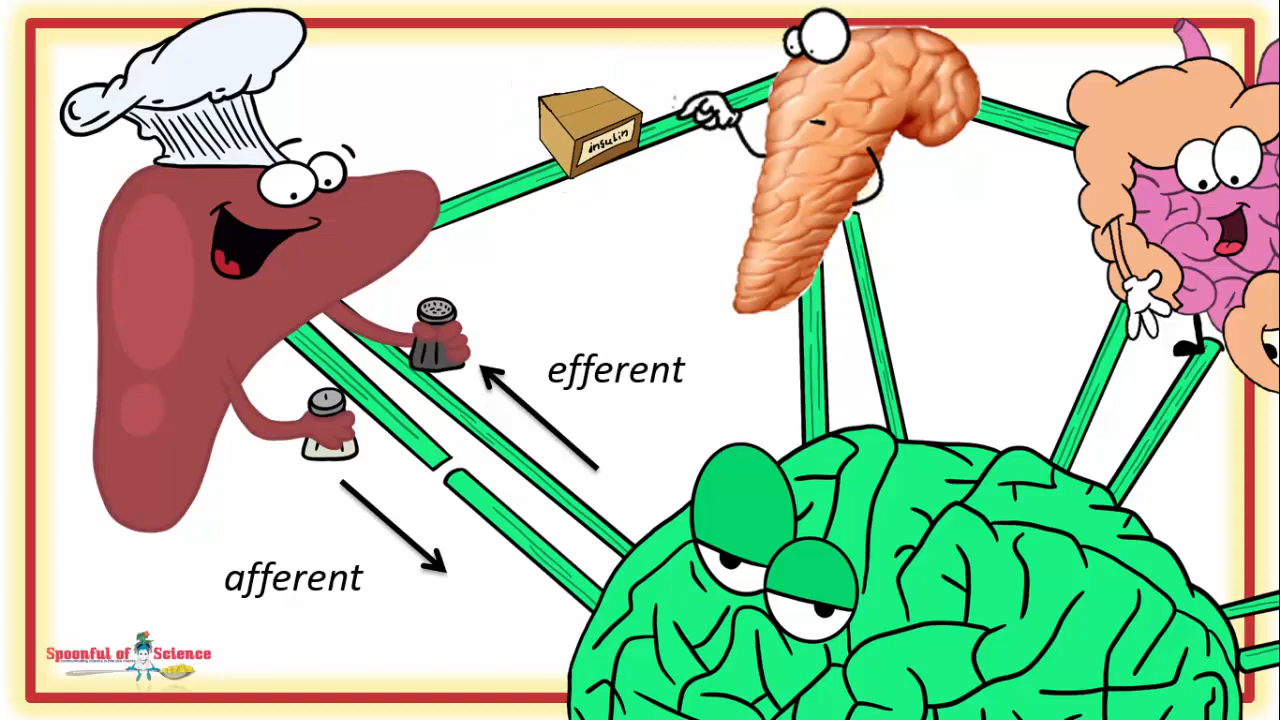 insulin
efferent
afferent
Spoonful of Science